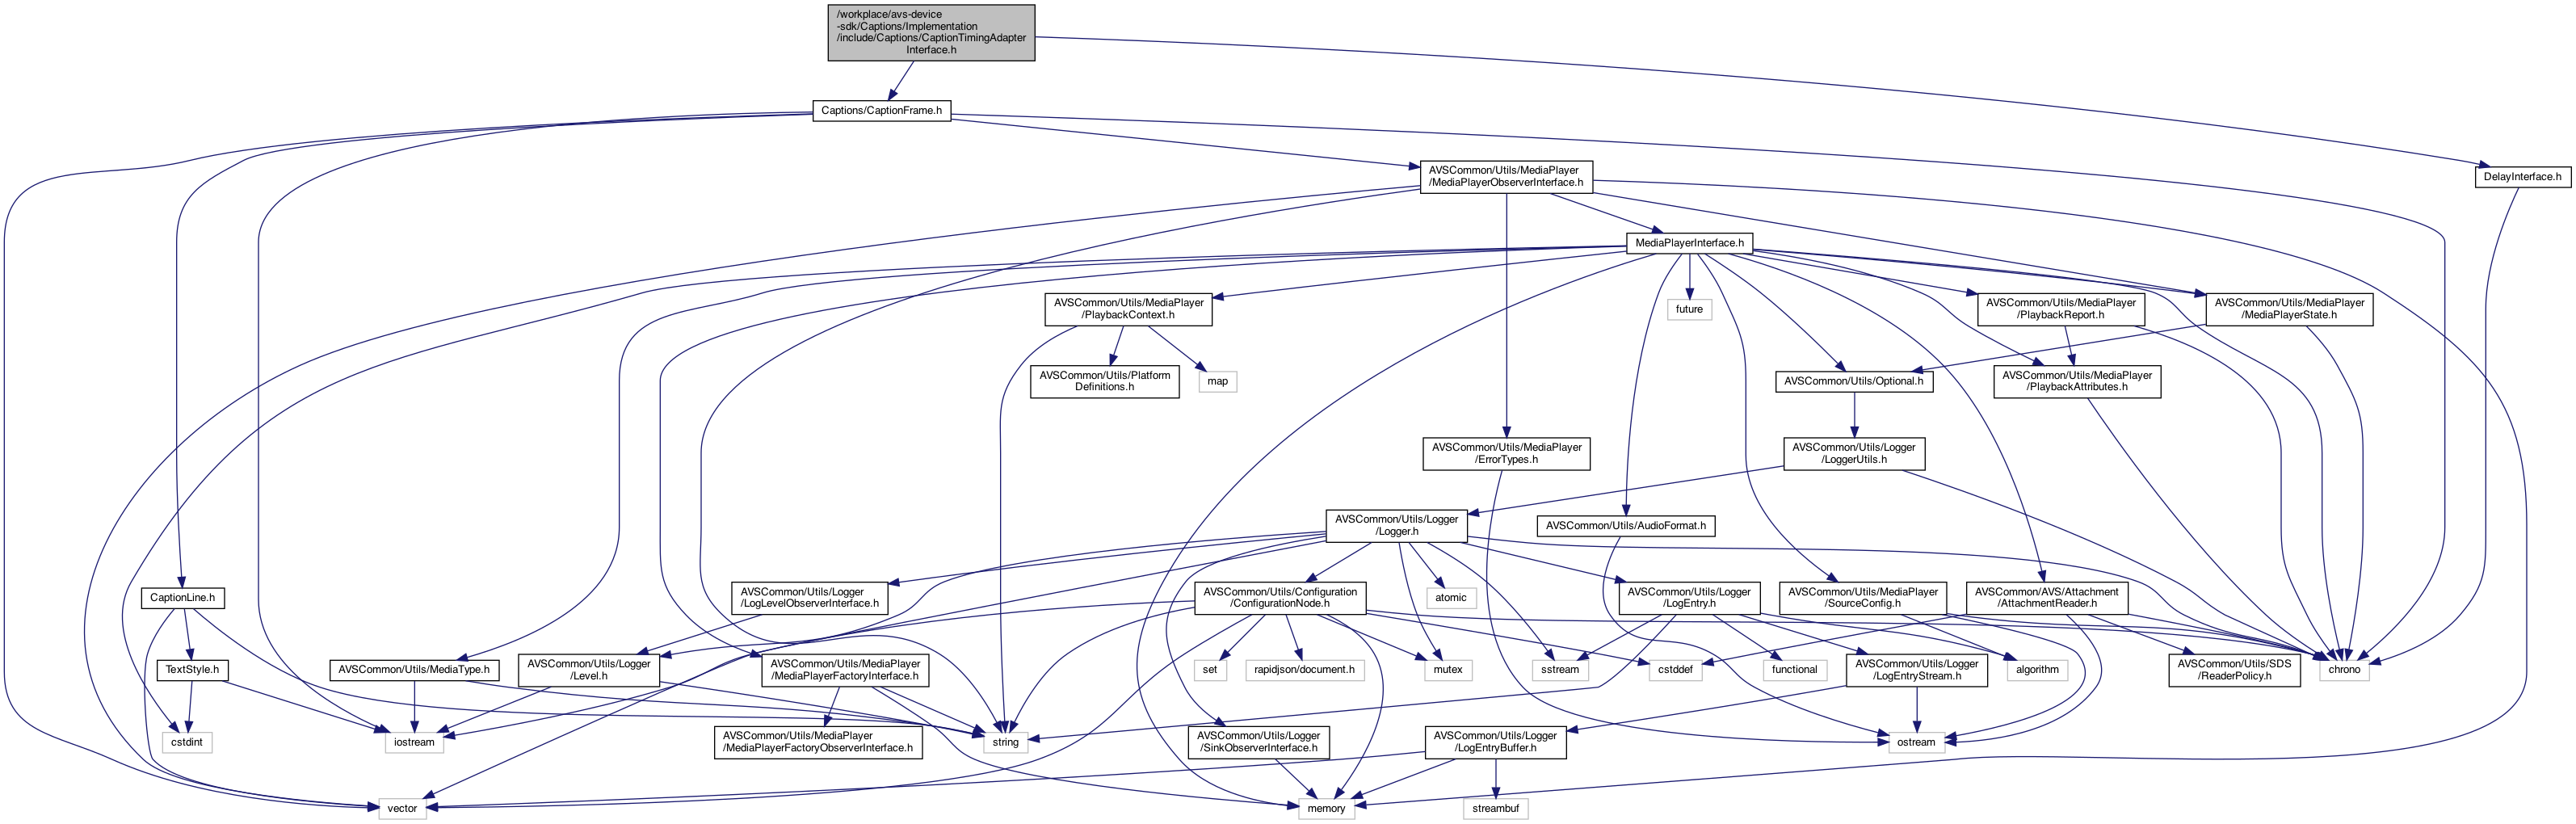 /workplace/avs-device
-sdk/Captions/Implementation
/include/Captions/CaptionTimingAdapter
Interface.h
Captions/CaptionFrame.h
AVSCommon/Utils/MediaPlayer
/MediaPlayerObserverInterface.h
DelayInterface.h
MediaPlayerInterface.h
AVSCommon/Utils/MediaPlayer
/PlaybackContext.h
future
AVSCommon/Utils/MediaPlayer
/PlaybackReport.h
AVSCommon/Utils/MediaPlayer
/MediaPlayerState.h
AVSCommon/Utils/Platform
Definitions.h
map
AVSCommon/Utils/Optional.h
AVSCommon/Utils/MediaPlayer
/PlaybackAttributes.h
AVSCommon/Utils/MediaPlayer
/ErrorTypes.h
AVSCommon/Utils/Logger
/LoggerUtils.h
AVSCommon/Utils/Logger
/Logger.h
AVSCommon/Utils/AudioFormat.h
CaptionLine.h
AVSCommon/Utils/Logger
/LogLevelObserverInterface.h
AVSCommon/Utils/Configuration
/ConfigurationNode.h
atomic
AVSCommon/Utils/Logger
/LogEntry.h
AVSCommon/Utils/MediaPlayer
/SourceConfig.h
AVSCommon/AVS/Attachment
/AttachmentReader.h
TextStyle.h
AVSCommon/Utils/MediaType.h
AVSCommon/Utils/Logger
/Level.h
AVSCommon/Utils/MediaPlayer
/MediaPlayerFactoryInterface.h
set
rapidjson/document.h
mutex
sstream
cstddef
functional
AVSCommon/Utils/Logger
/LogEntryStream.h
algorithm
AVSCommon/Utils/SDS
/ReaderPolicy.h
chrono
cstdint
iostream
AVSCommon/Utils/MediaPlayer
/MediaPlayerFactoryObserverInterface.h
string
AVSCommon/Utils/Logger
/SinkObserverInterface.h
AVSCommon/Utils/Logger
/LogEntryBuffer.h
ostream
vector
memory
streambuf